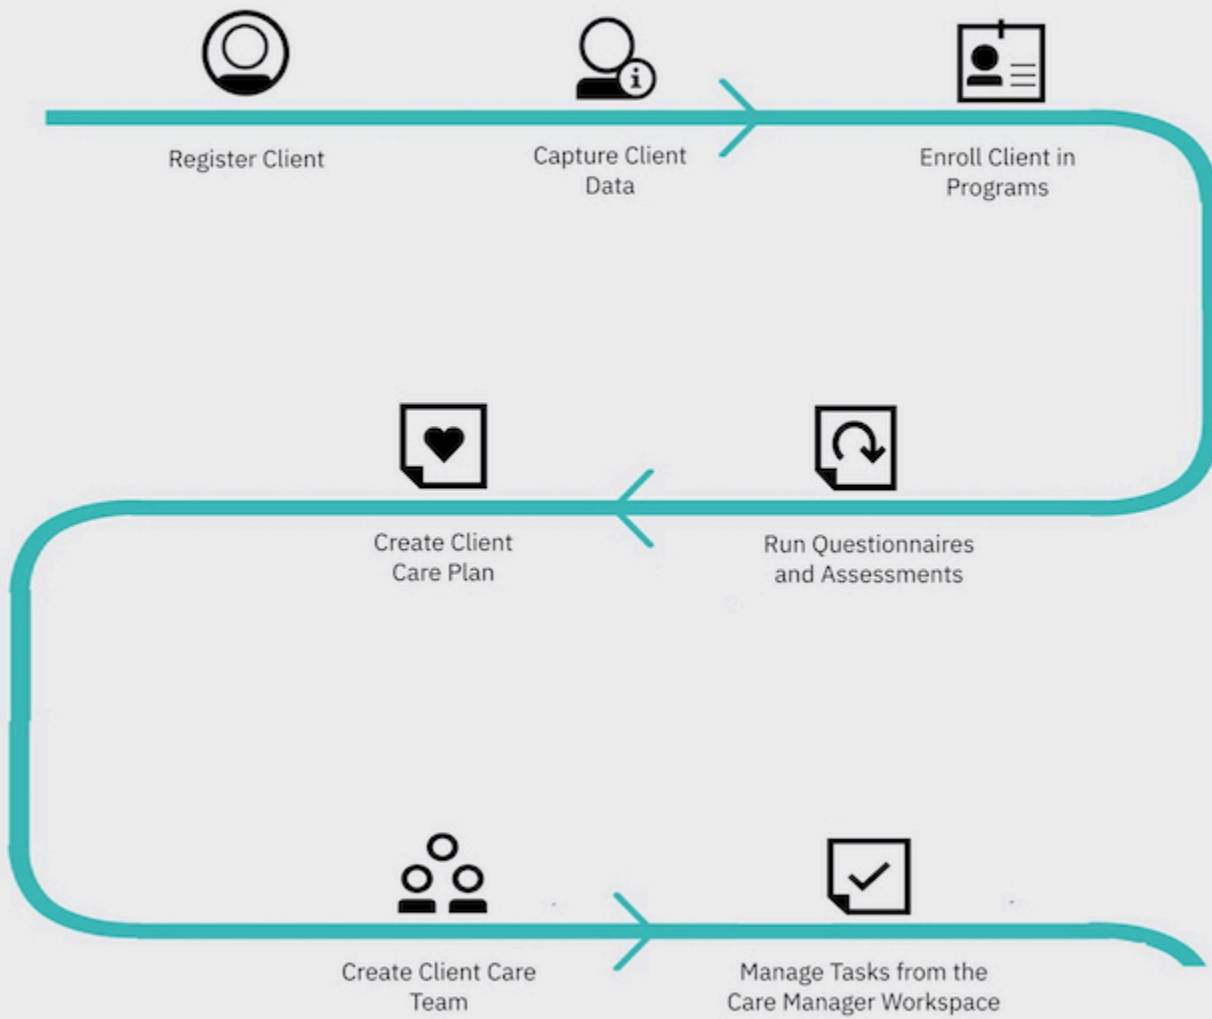 Register Client
Capture Client
Data
Enroll Client in
Programs
Run Questionnaires
and Assessments
Create Client
Care Plan
Create Client Care
Team
Manage Tasks from the
Care Manager Workspace